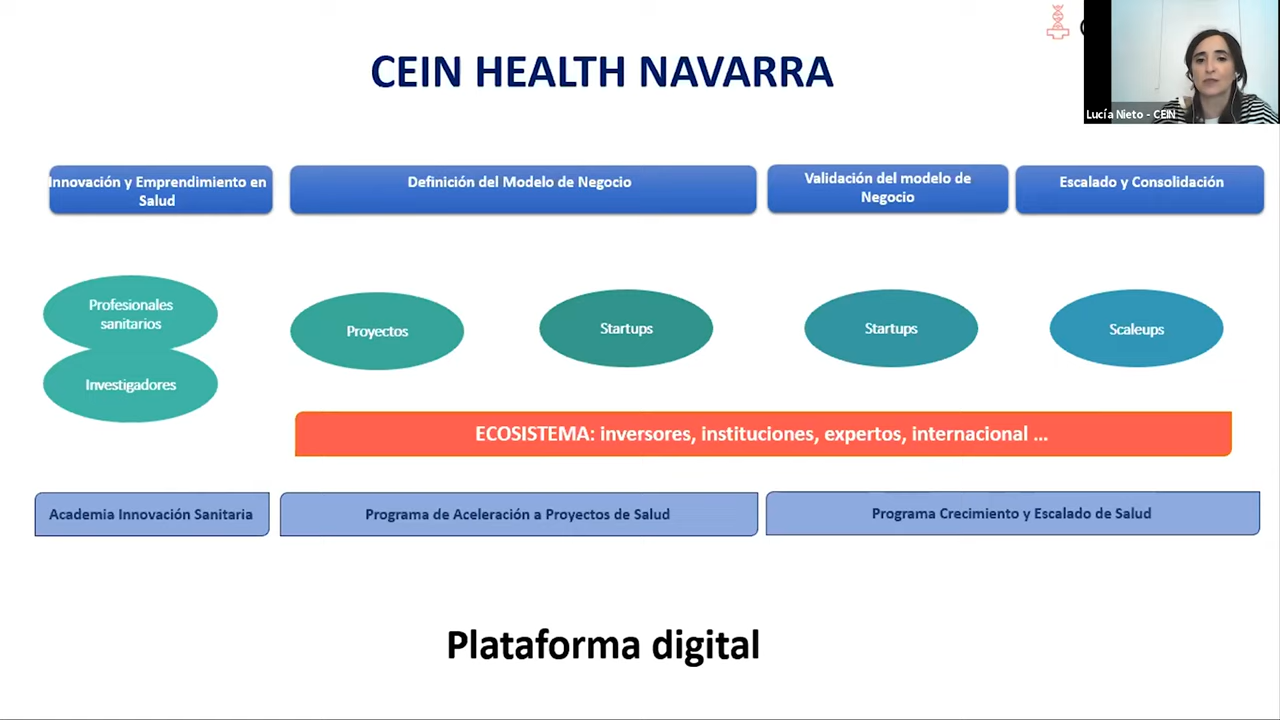 CEIN HEALTH NAVARRA
Lucía Nieto - CEIN
Innovación y Emprendimiento en
Salud
Definición del Modelo de Negocio
Validación del modelo de
Negocio
Escalado y Consolidación
Profesionales
sanitarios
Investigadores
Proyectos
Startups
Startups
Scaleups
ECOSISTEMA: inversores, instituciones, expertos, internacional ...
Academia Innovación Sanitaria
Programa de Aceleración a Proyectos de Salud
Programa Crecimiento y Escalado de Salud
Plataforma digital